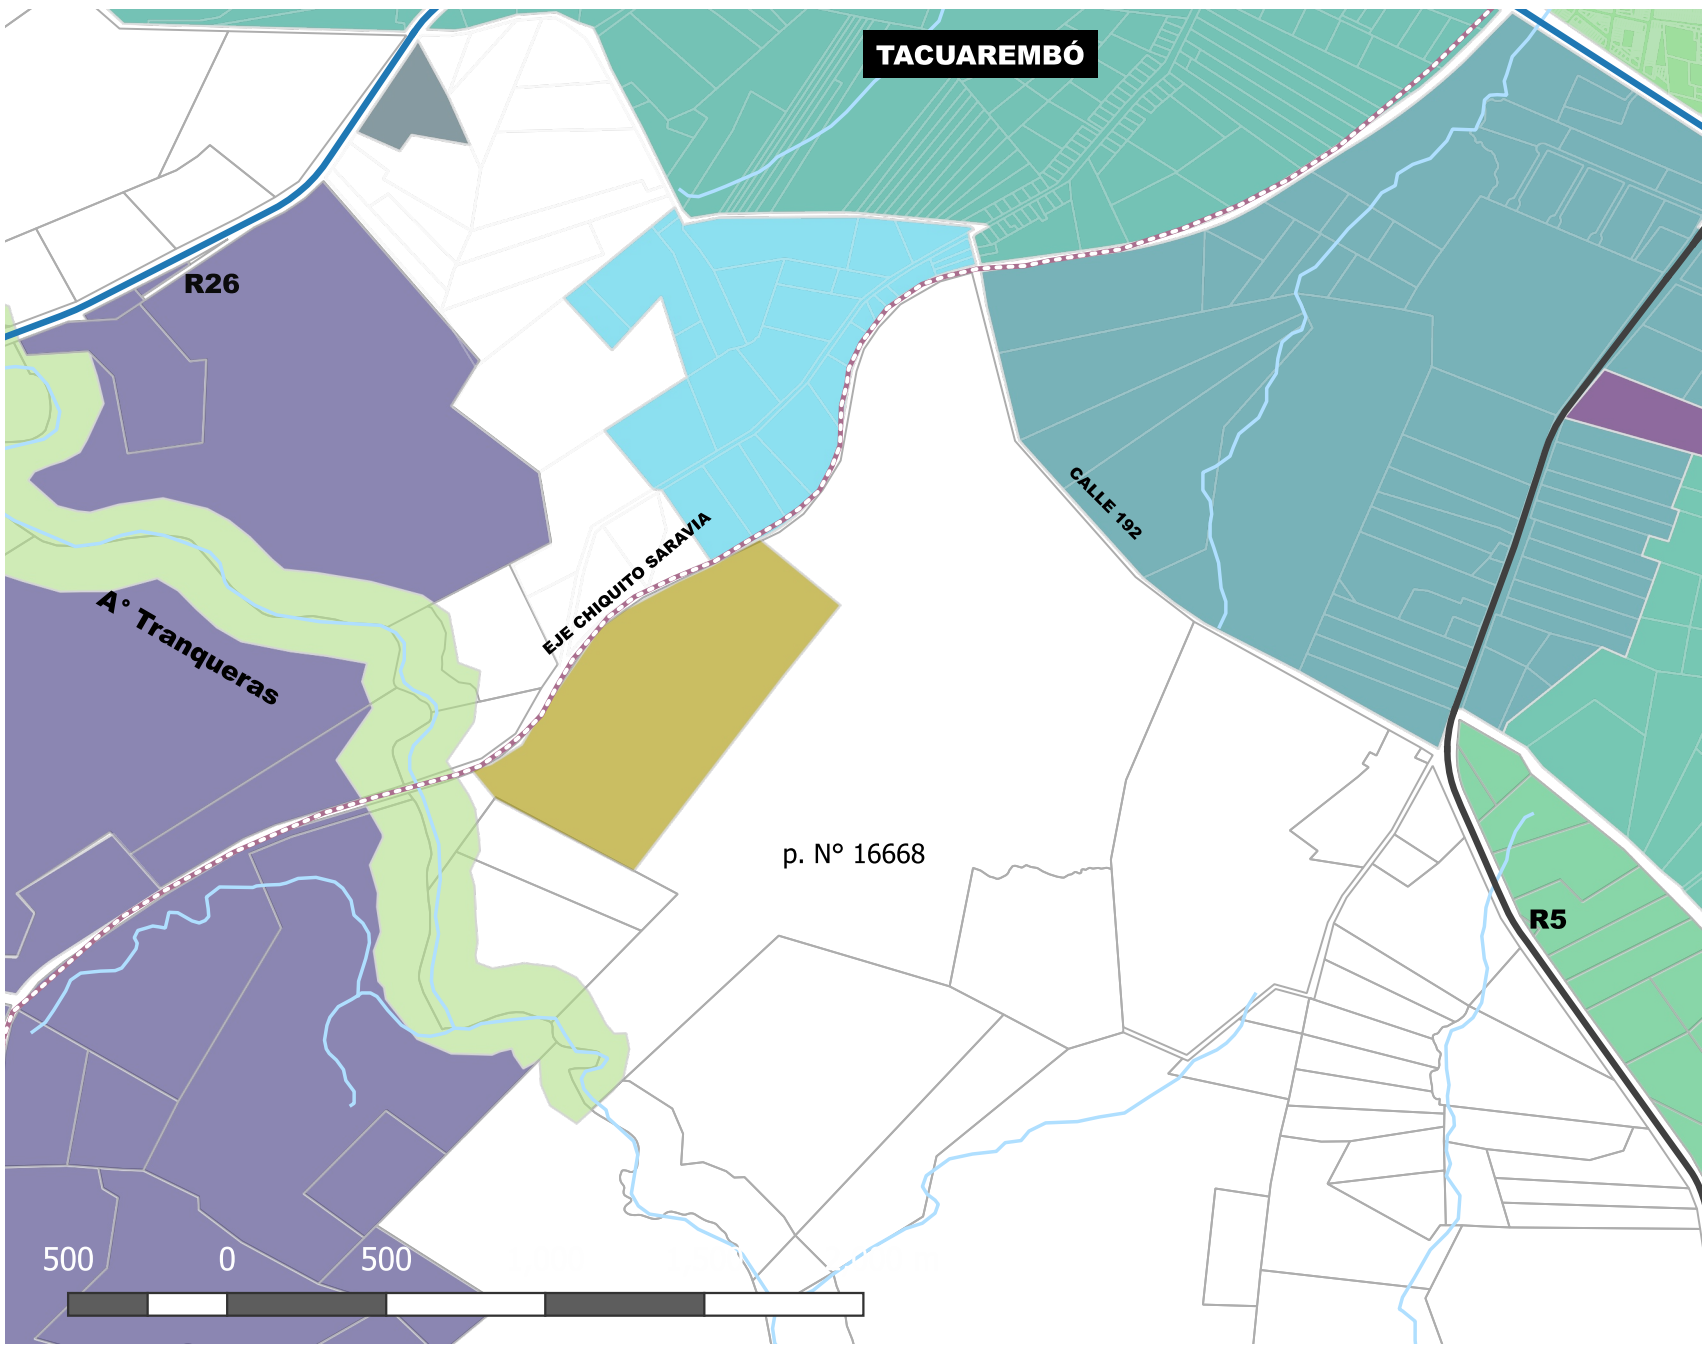 TACUAREMBÓ
R26
CALLE 192
EJE CHIQUITO SARAVIA
A° Tranqueras
p. N° 16668
R5
500 0 500